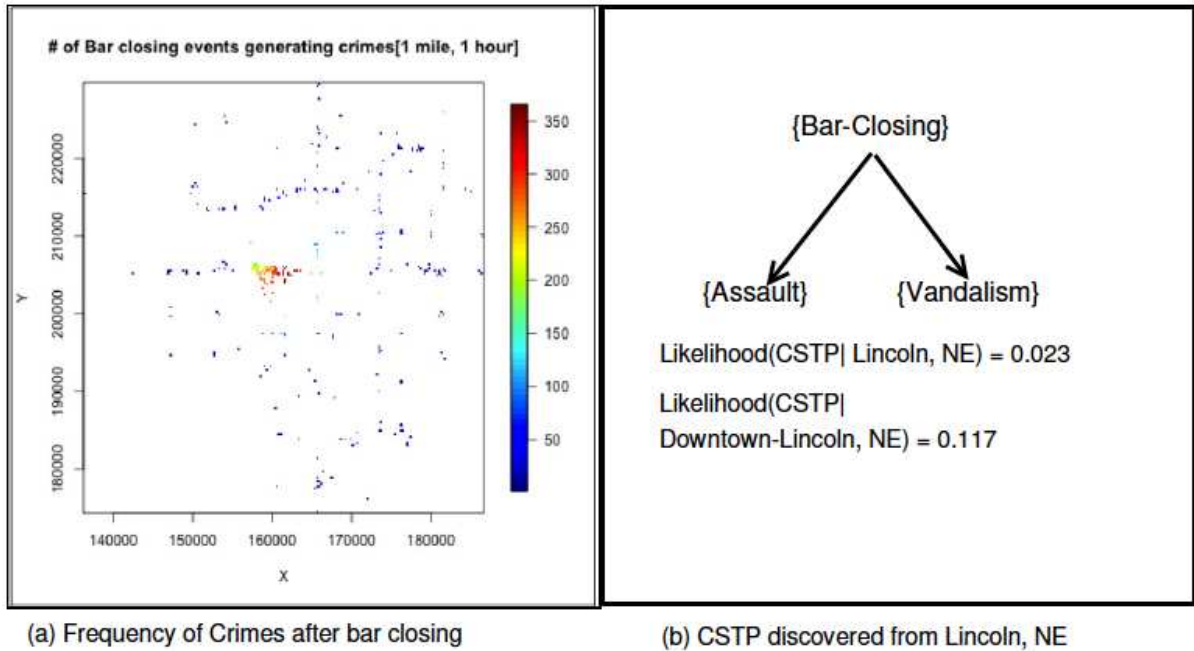 # of Bar closing events generating crimes[1 mile, 1 hour]
220000
210000
200000
190000
180000
Y
140000
150000
160000
170000
180000
X
350
300
250
200
150
100
50
(a) Frequency of Crimes after bar closing
{Bar-Closing}
{Assault}
{Vandalism}
Likelihood(CSTP| Lincoln, NE) = 0.023
Likelihood(CSTP|
Downtown-Lincoln, NE) = 0.117
(b) CSTP discovered from Lincoln, NE